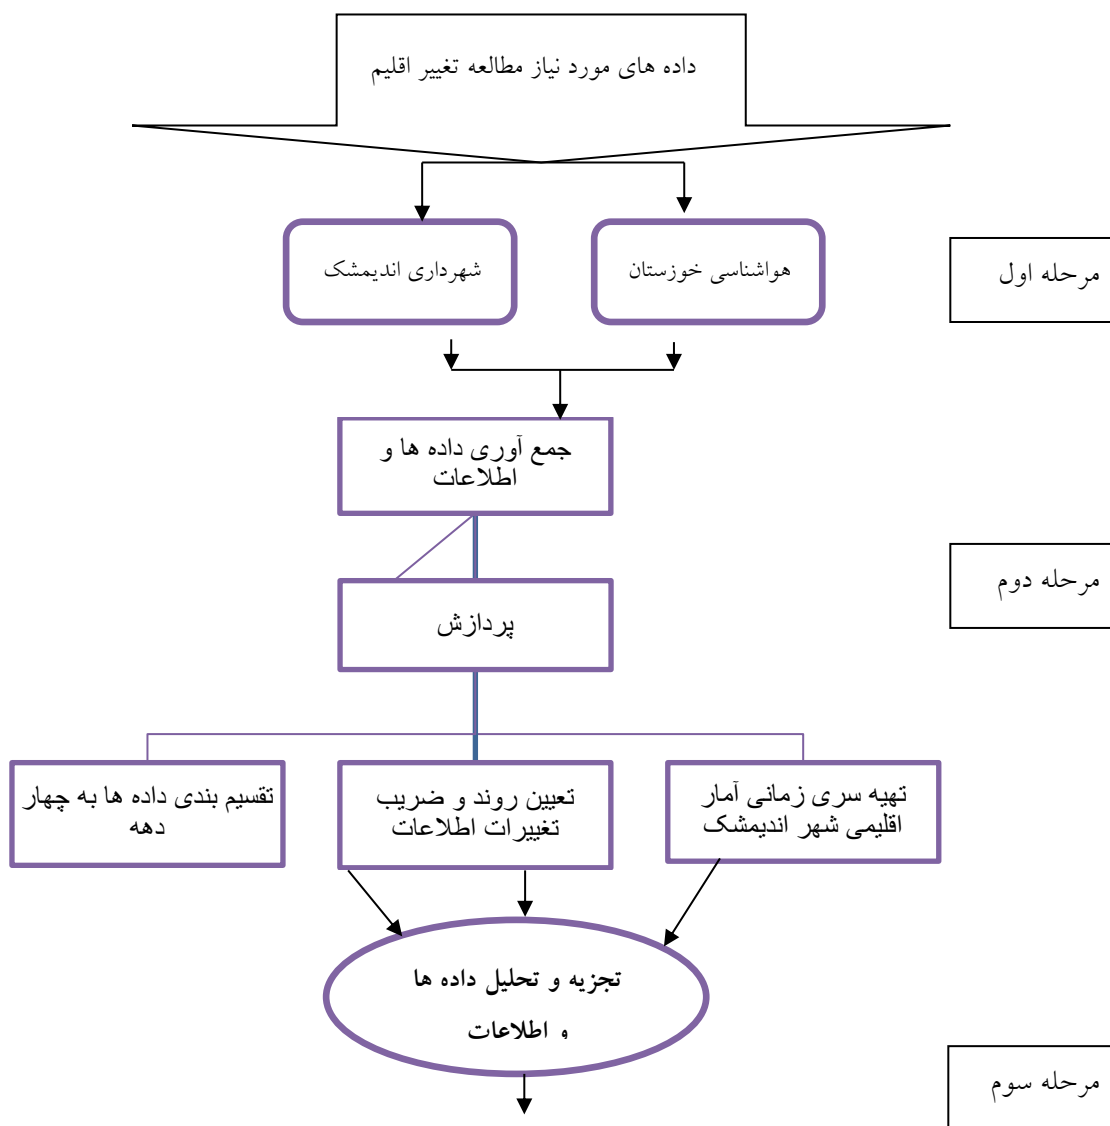 داده های مورد نیاز مطالعه تغییر اقلیم
هواشناسی خوزستان
شهرداری اندیمشک
مرحله اول
جمع آوری داده ها و
اطلاعات
مرحله دوم
پردازش
تهیه سری زمانی آمار
اقلیمی شهر اندیمشک
تعیین روند و ضریب
تغییرات اطلاعات
تقسیم بندی داده ها به چهار
دهه
تجزیه و تحلیل داده ها
و اطلاعات
مرحله سوم